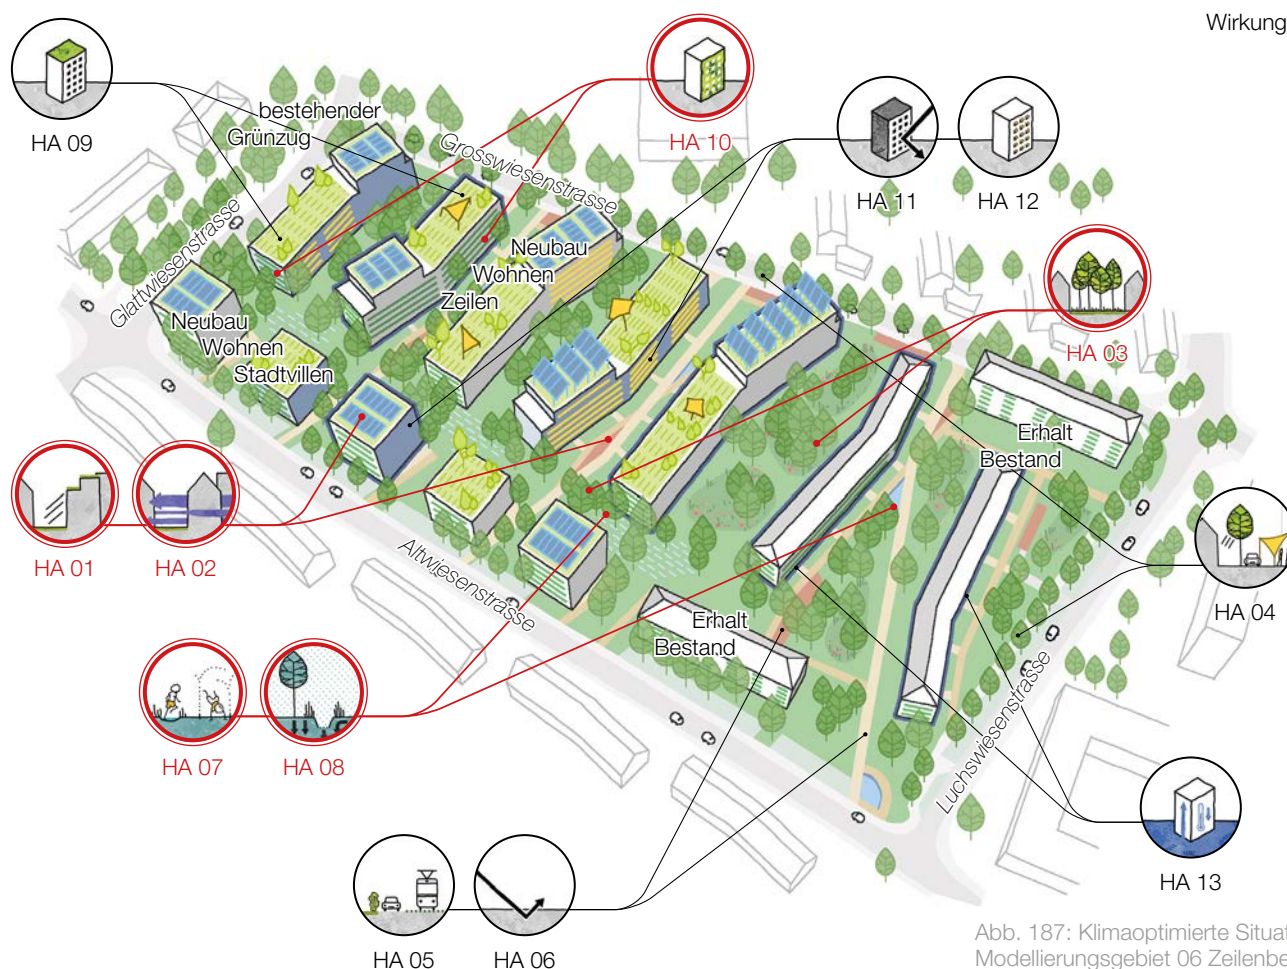 Wirkung
HA 09
bestehender
Grünzug
HA 10
HA 11
HA 12
Grosswiesenstrasse
Glattwiesenstrasse
Neubau
Wohnen
Zeilen
Neubau
Wohnen
Stadtvillen
HA 03
Erhalt
Bestand
HA 01
HA 02
Altwiesenstrasse
HA 04
Erhalt
Bestand
HA 07
HA 08
Luchswiesenstrasse
HA 13
HA 05
HA 06
Abb. 187: Klimaoptimierte Situat
Modellierungsgebiet 06 Zeilenbe